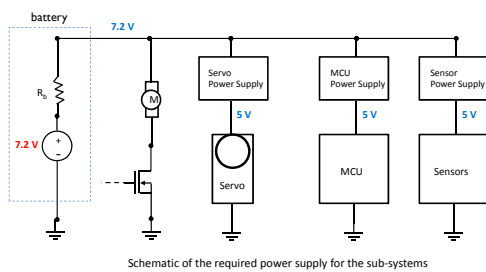 battery
7.2 V
Servo
Power Supply
MCU
Power Supply
Sensor
Power Supply
Rb
M
5 V
5 V
5 V
7.2 V
+
−
Servo
MCU
Sensors
Schematic of the required power supply for the sub-systems